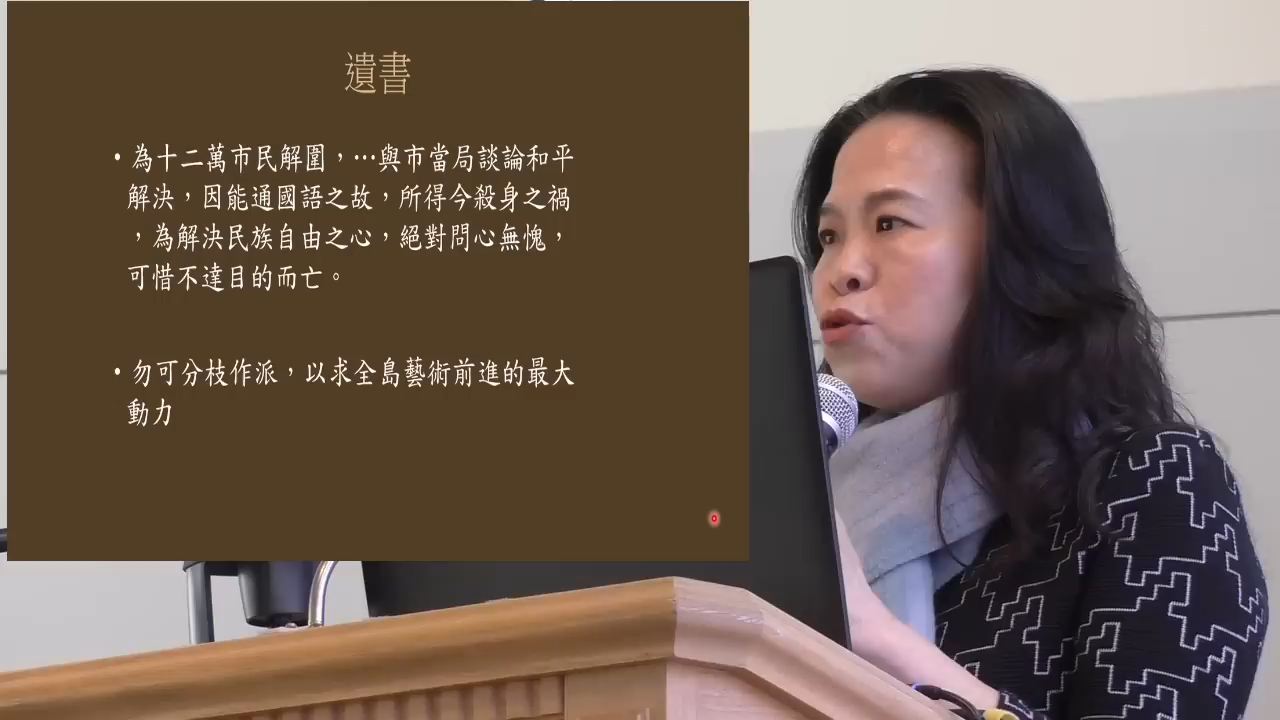 遺書
•為十二萬市民解圍，…與市當局談論和平
解決，因能通國語之故，所得今殺身之禍
，為解決民族自由之心，絕對問心無愧，
可惜不達目的而亡。
•勿可分枝作派，以求全島藝術前進的最大
動力